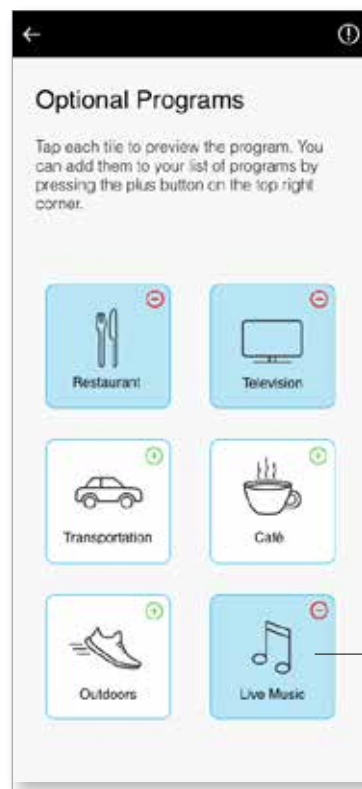 Optional Programs
Tap each tile to preview the program. You
can add them to your list of programs by
pressing the plus button on the top right
corner.
Restaurant
Television
Transportation
Café
Outdoors
Live Music